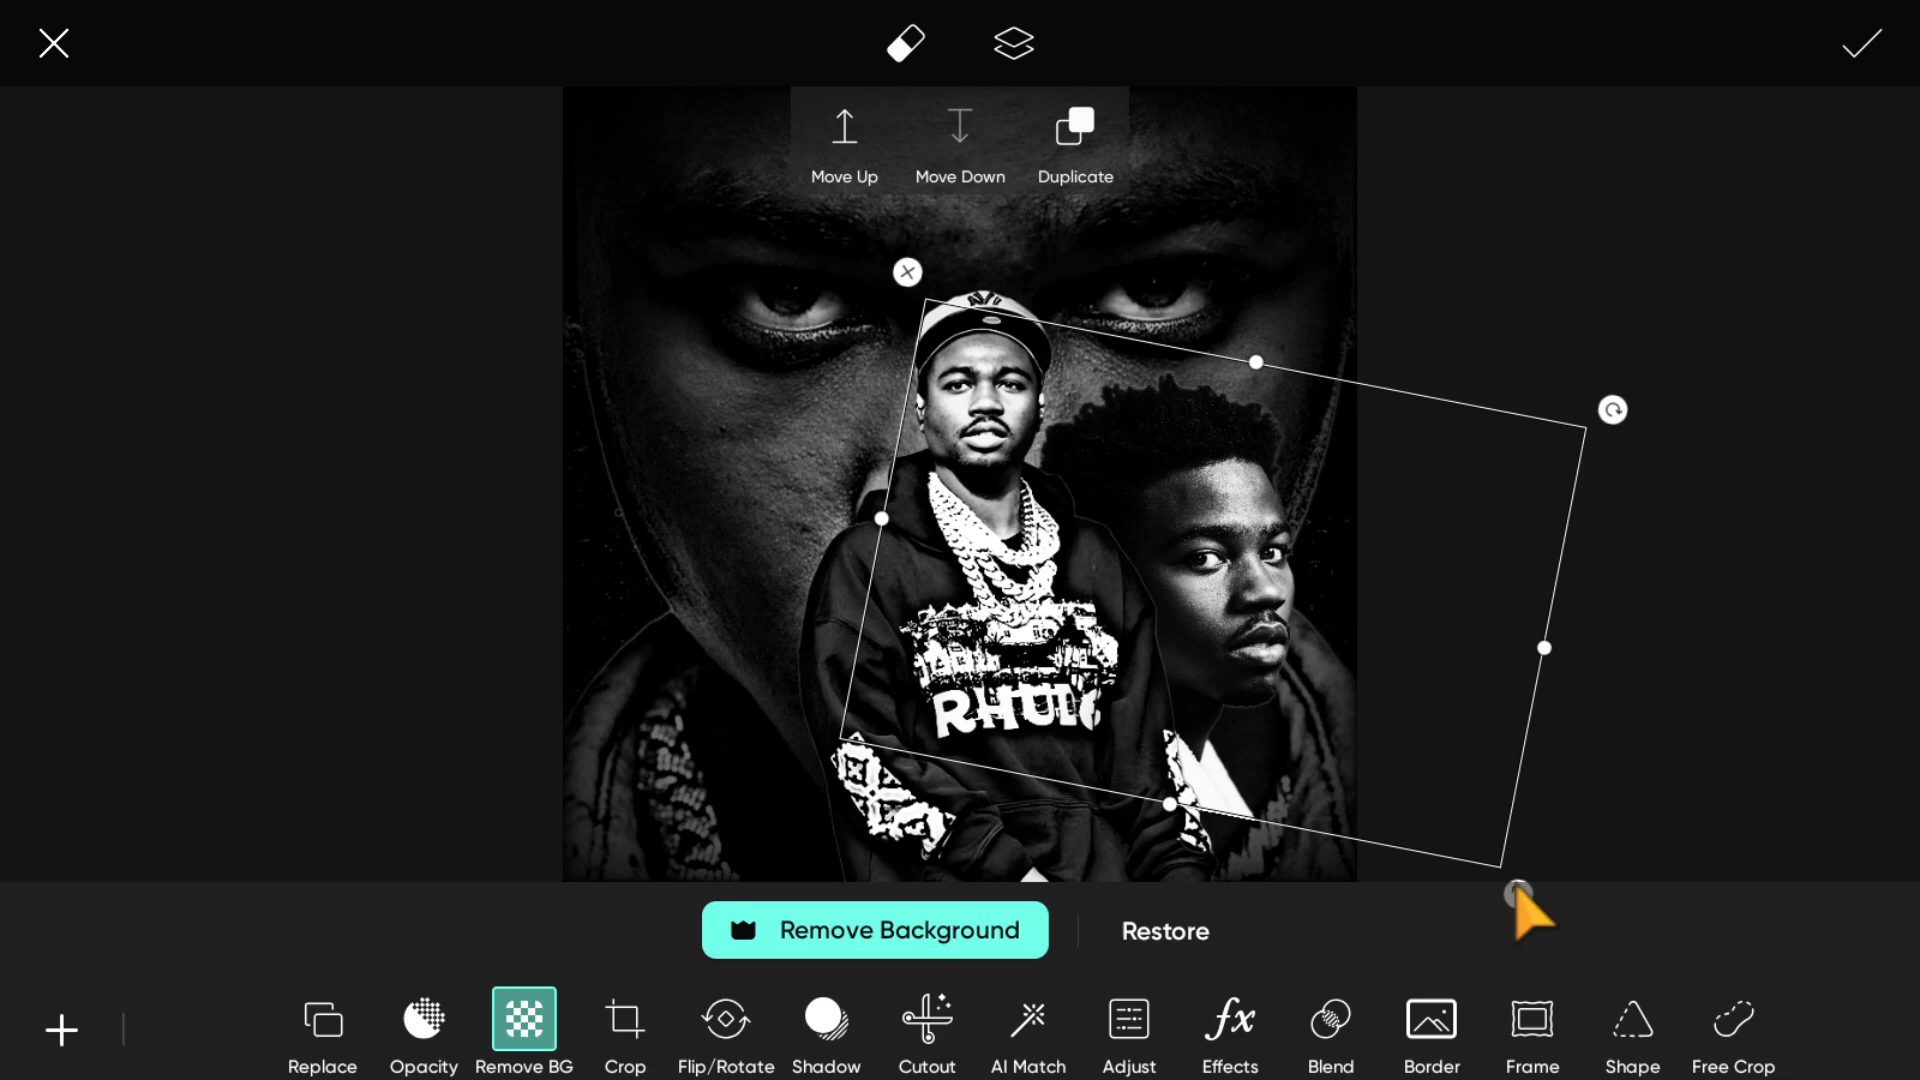 Move Up
Move Down
Duplicate
RHUIG
Remove Background
Restore
Replace
Opacity
Remove BG
Crop
Flip/Rotate
Shadow
Cutout
AI Match
Adjust
fx
Effects
Blend
Border
Frame
Shape
Free Crop